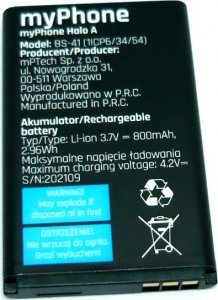 myPhone
myPhone Halo A
Model: BS-41 (1ICP6/34/54)
Producent/Producer:
mPTech Sp. z o.o.
ul. Nowogrodzka 31,
00-511 Warszawa
Polska/Poland
Wyprodukowano w P.R.C.
Manufactured in P.R.C.
Akumulator/Rechargeable
battery
Typ/Type: Li-ion 3.7V ⎓ 800mAh,
2.96Wh
Maksymalne napięcie ładowania
Maximum charging voltage: 4.2V⎓
S/N:202109
WARNING!
May explode if
disposed in fire.
OSTRZEŻENIE!
Nie wrzucaj do ognia.
Grozi wybuchem.